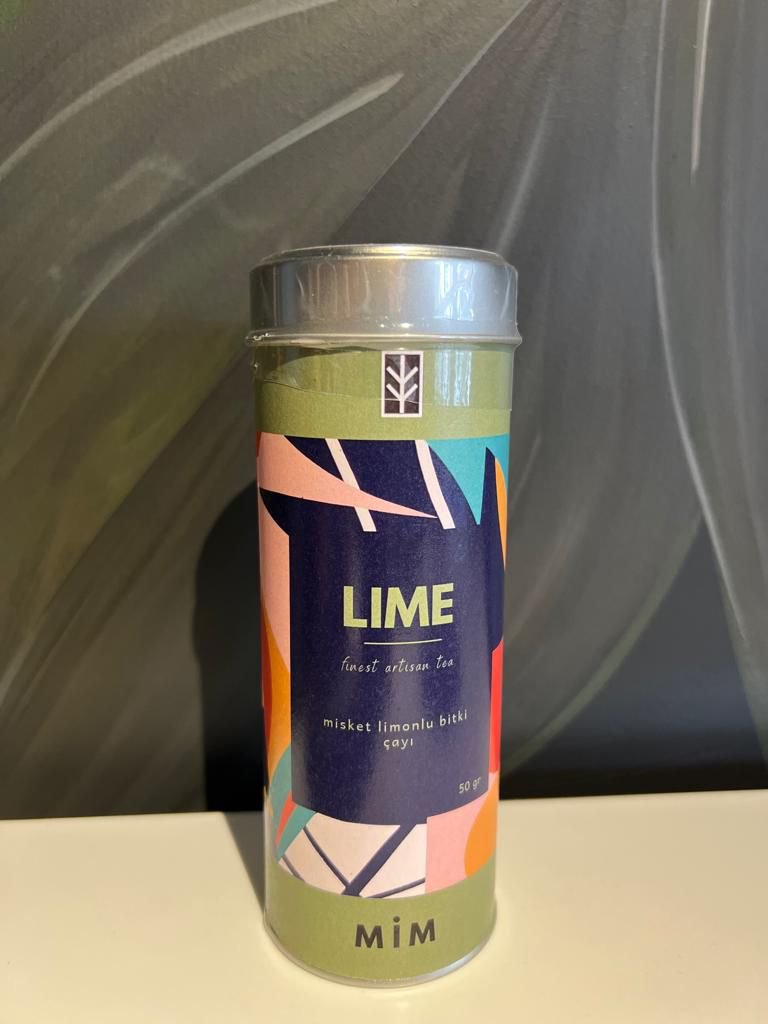 LIME
finest artisan tea
misket limonlu bitki
çayı
50 gr
MİM